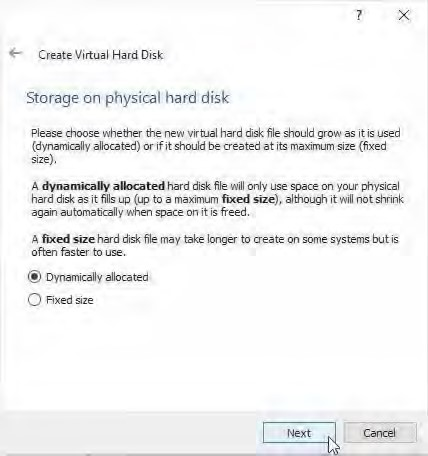 ?
Create Virtual Hard Disk
Storage on physical hard disk
Please choose whether the new virtual hard disk file should grow as it is used
(dynamically allocated) or if it should be created at its maximum size (fixed
size).
A dynamically allocated hard disk file will only use space on your physical
hard disk as it fills up (up to a maximum fixed size), although it will not shrink
again automatically when space on it is freed.
A fixed size hard disk file may take longer to create on some systems but is
often faster to use.
Dynamically allocated
Fixed size
Next Cancel